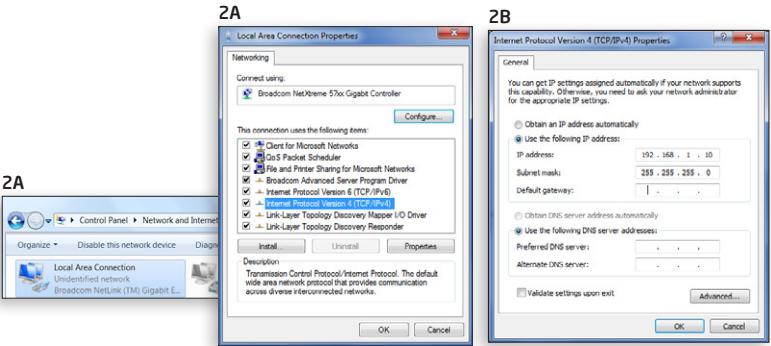 2A
Control Panel ▸ Network and Internet
Organize
Disable this network device
Diagn
Local Area Connection
Unidentified network
Broadcom NetLink (TM) Gigabit E...
2A
Local Area Connection Properties
Networking
Connect using:
Broadcom NetXtreme 57xx Gigabit Controller
Configure...
This connection uses the following items:
Client for Microsoft Networks
QoS Packet Scheduler
File and Printer Sharing for Microsoft Networks
Broadcom Advanced Server Program Driver
Internet Protocol Version 6 (TCP/IPv6)
Internet Protocol Version 4 (TCP/IPv4)
Link-Layer Topology Discovery Mapper I/O Driver
Link-Layer Topology Discovery Responder
Install...
Uninstall
Properties
Description
Transmission Control Protocol/Internet Protocol. The default
wide area network protocol that provides communication
across diverse interconnected networks.
OK
Cancel
2B
Internet Protocol Version 4 (TCP/IPv4) Properties
General
You can get IP settings assigned automatically if your network supports
this capability. Otherwise, you need to ask your network administrator
for the appropriate IP settings.
Obtain an IP address automatically
Use the following IP address:
IP address: 192 . 168 . 1 . 10
Subnet mask: 255 . 255 . 255 . 0
Default gateway: . . .
Obtain DNS server address automatically
Use the following DNS server addresses:
Preferred DNS server: . . .
Alternate DNS server: . . .
Validate settings upon exit
Advanced...
OK
Cancel